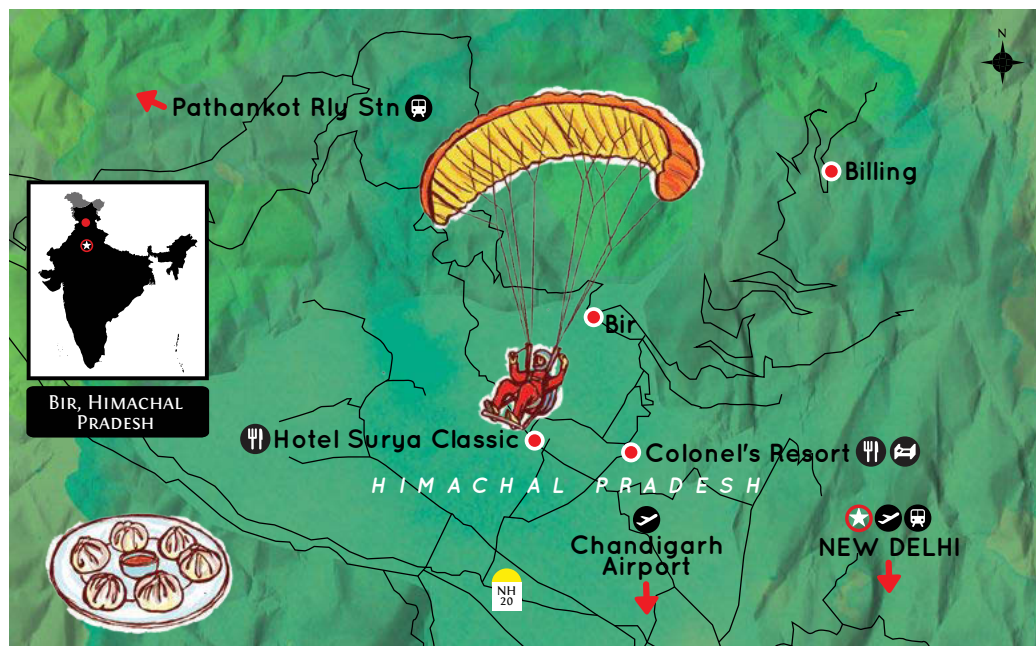 N
Pathankot Rly Stn
Billing
Bir
BIR, HIMACHAL
PRADESH
Hotel Surya Classic
Colonel's Resort
HIMACHAL PRADESH
Chandigarh
Airport
NEW DELHI
NH
20